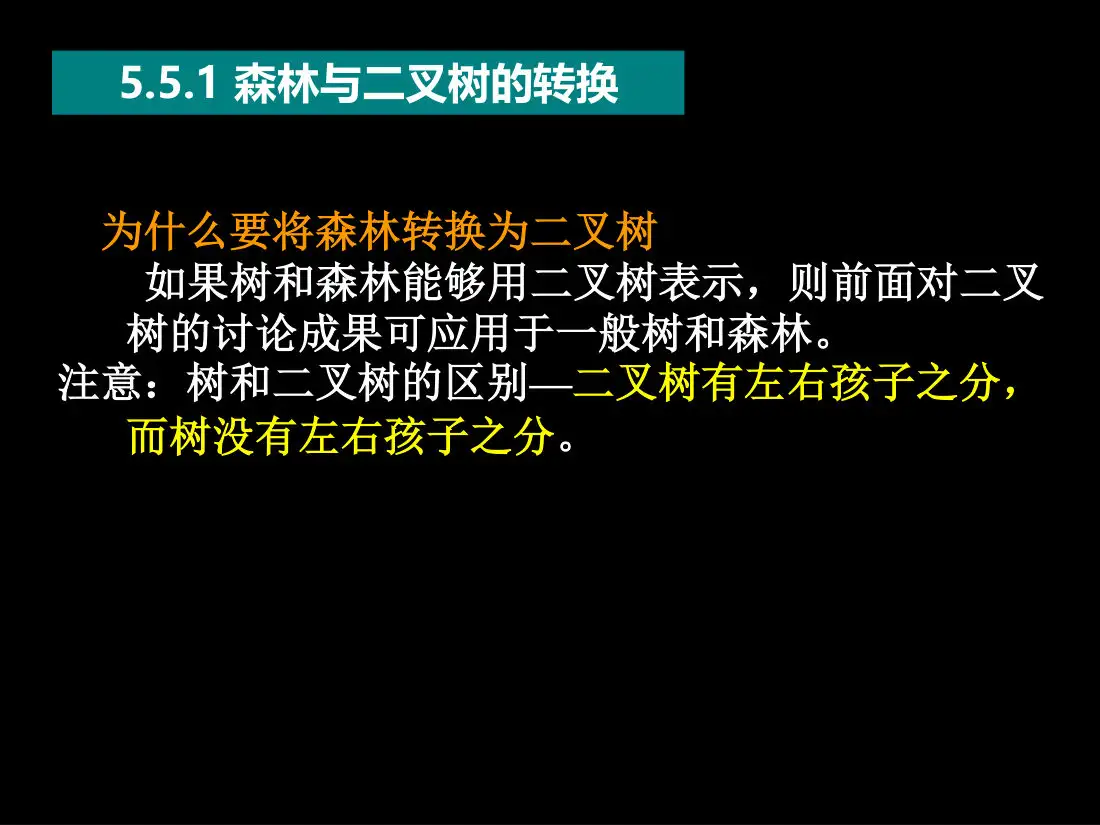 5.5.1 森林与二叉树的转换
为什么要将森林转换为二叉树
如果树和森林能够用二叉树表示，则前面对二叉
树的讨论成果可应用于一般树和森林。
注意：树和二叉树的区别—二叉树有左右孩子之分，
而树没有左右孩子之分。